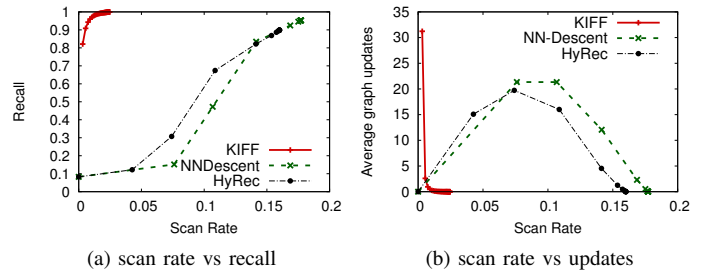 1
0.9
0.8
0.7
0.6
0.5
0.4
0.3
0.2
0.1
0
Recall
KIFF
NNDescent
HyRec
0 0.05 0.1 0.15 0.2
Scan Rate
(a) scan rate vs recall
35
30
25
20
15
10
5
0
Average graph updates
KIFF
NN-Descent
HyRec
0 0.05 0.1 0.15 0.2
Scan Rate
(b) scan rate vs updates